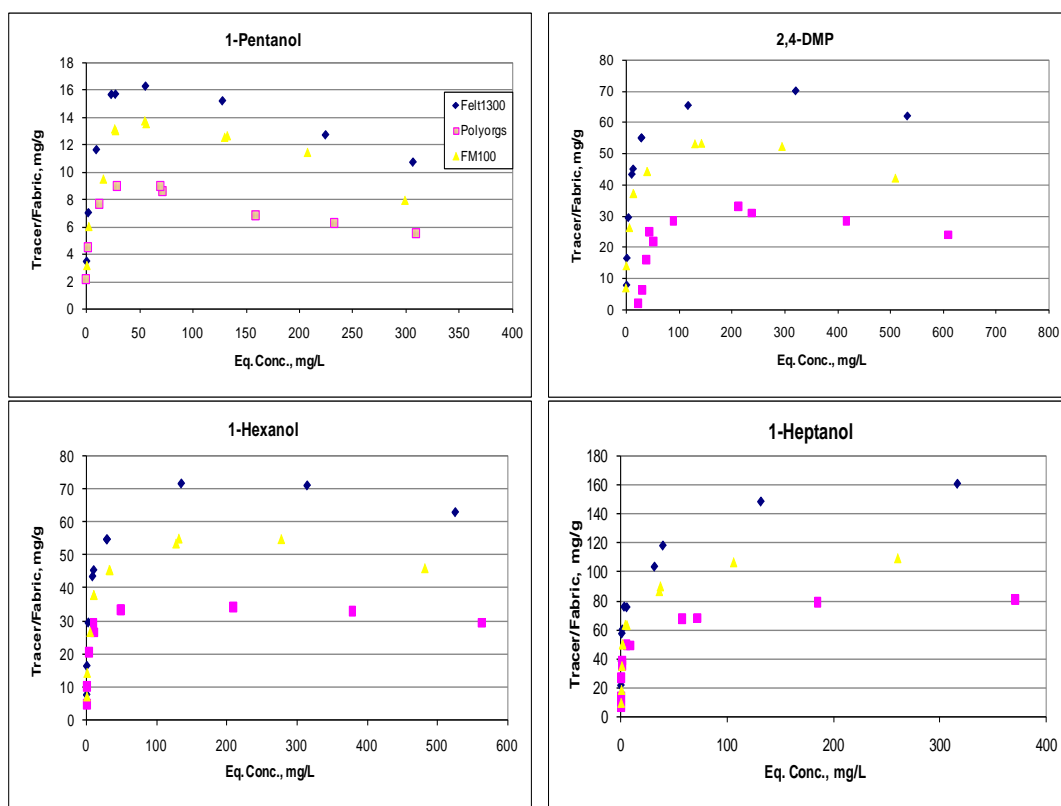 1-Pentanol
Tracer/Fabric, mg/g
18
16
14
12
10
8
6
4
2
0
0 50 100 150 200 250 300 350 400
Eq. Conc., mg/L
Felt1300
Polyorgs
FM100
2,4-DMP
Tracer/Fabric, mg/g
80
70
60
50
40
30
20
10
0
0 100 200 300 400 500 600 700 800
Eq. Conc., mg/L
1-Hexanol
Tracer/Fabric, mg/g
80
70
60
50
40
30
20
10
0
0 100 200 300 400 500 600
Eq. Conc., mg/L
1-Heptanol
Tracer/Fabric, mg/g
180
160
140
120
100
80
60
40
20
0
0 100 200 300 400
Eq. Conc., mg/L